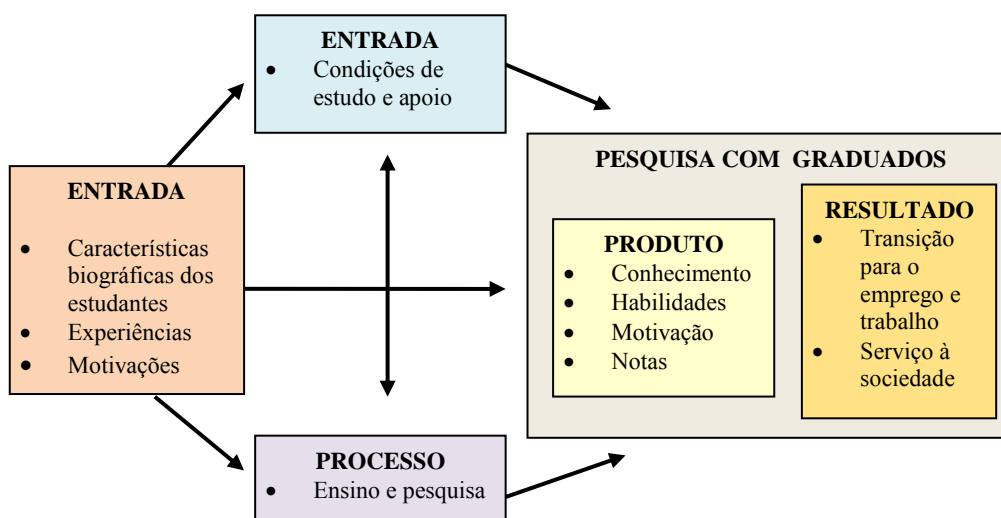 ENTRADA
• Condições de
estudo e apoio
ENTRADA
• Características
biográficas dos
estudantes
• Experiências
• Motivações
PESQUISA COM GRADUADOS
PRODUTO
• Conhecimento
• Habilidades
• Motivação
• Notas
RESULTADO
• Transição
para o
emprego e
trabalho
• Serviço à
sociedade
PROCESSO
• Ensino e pesquisa